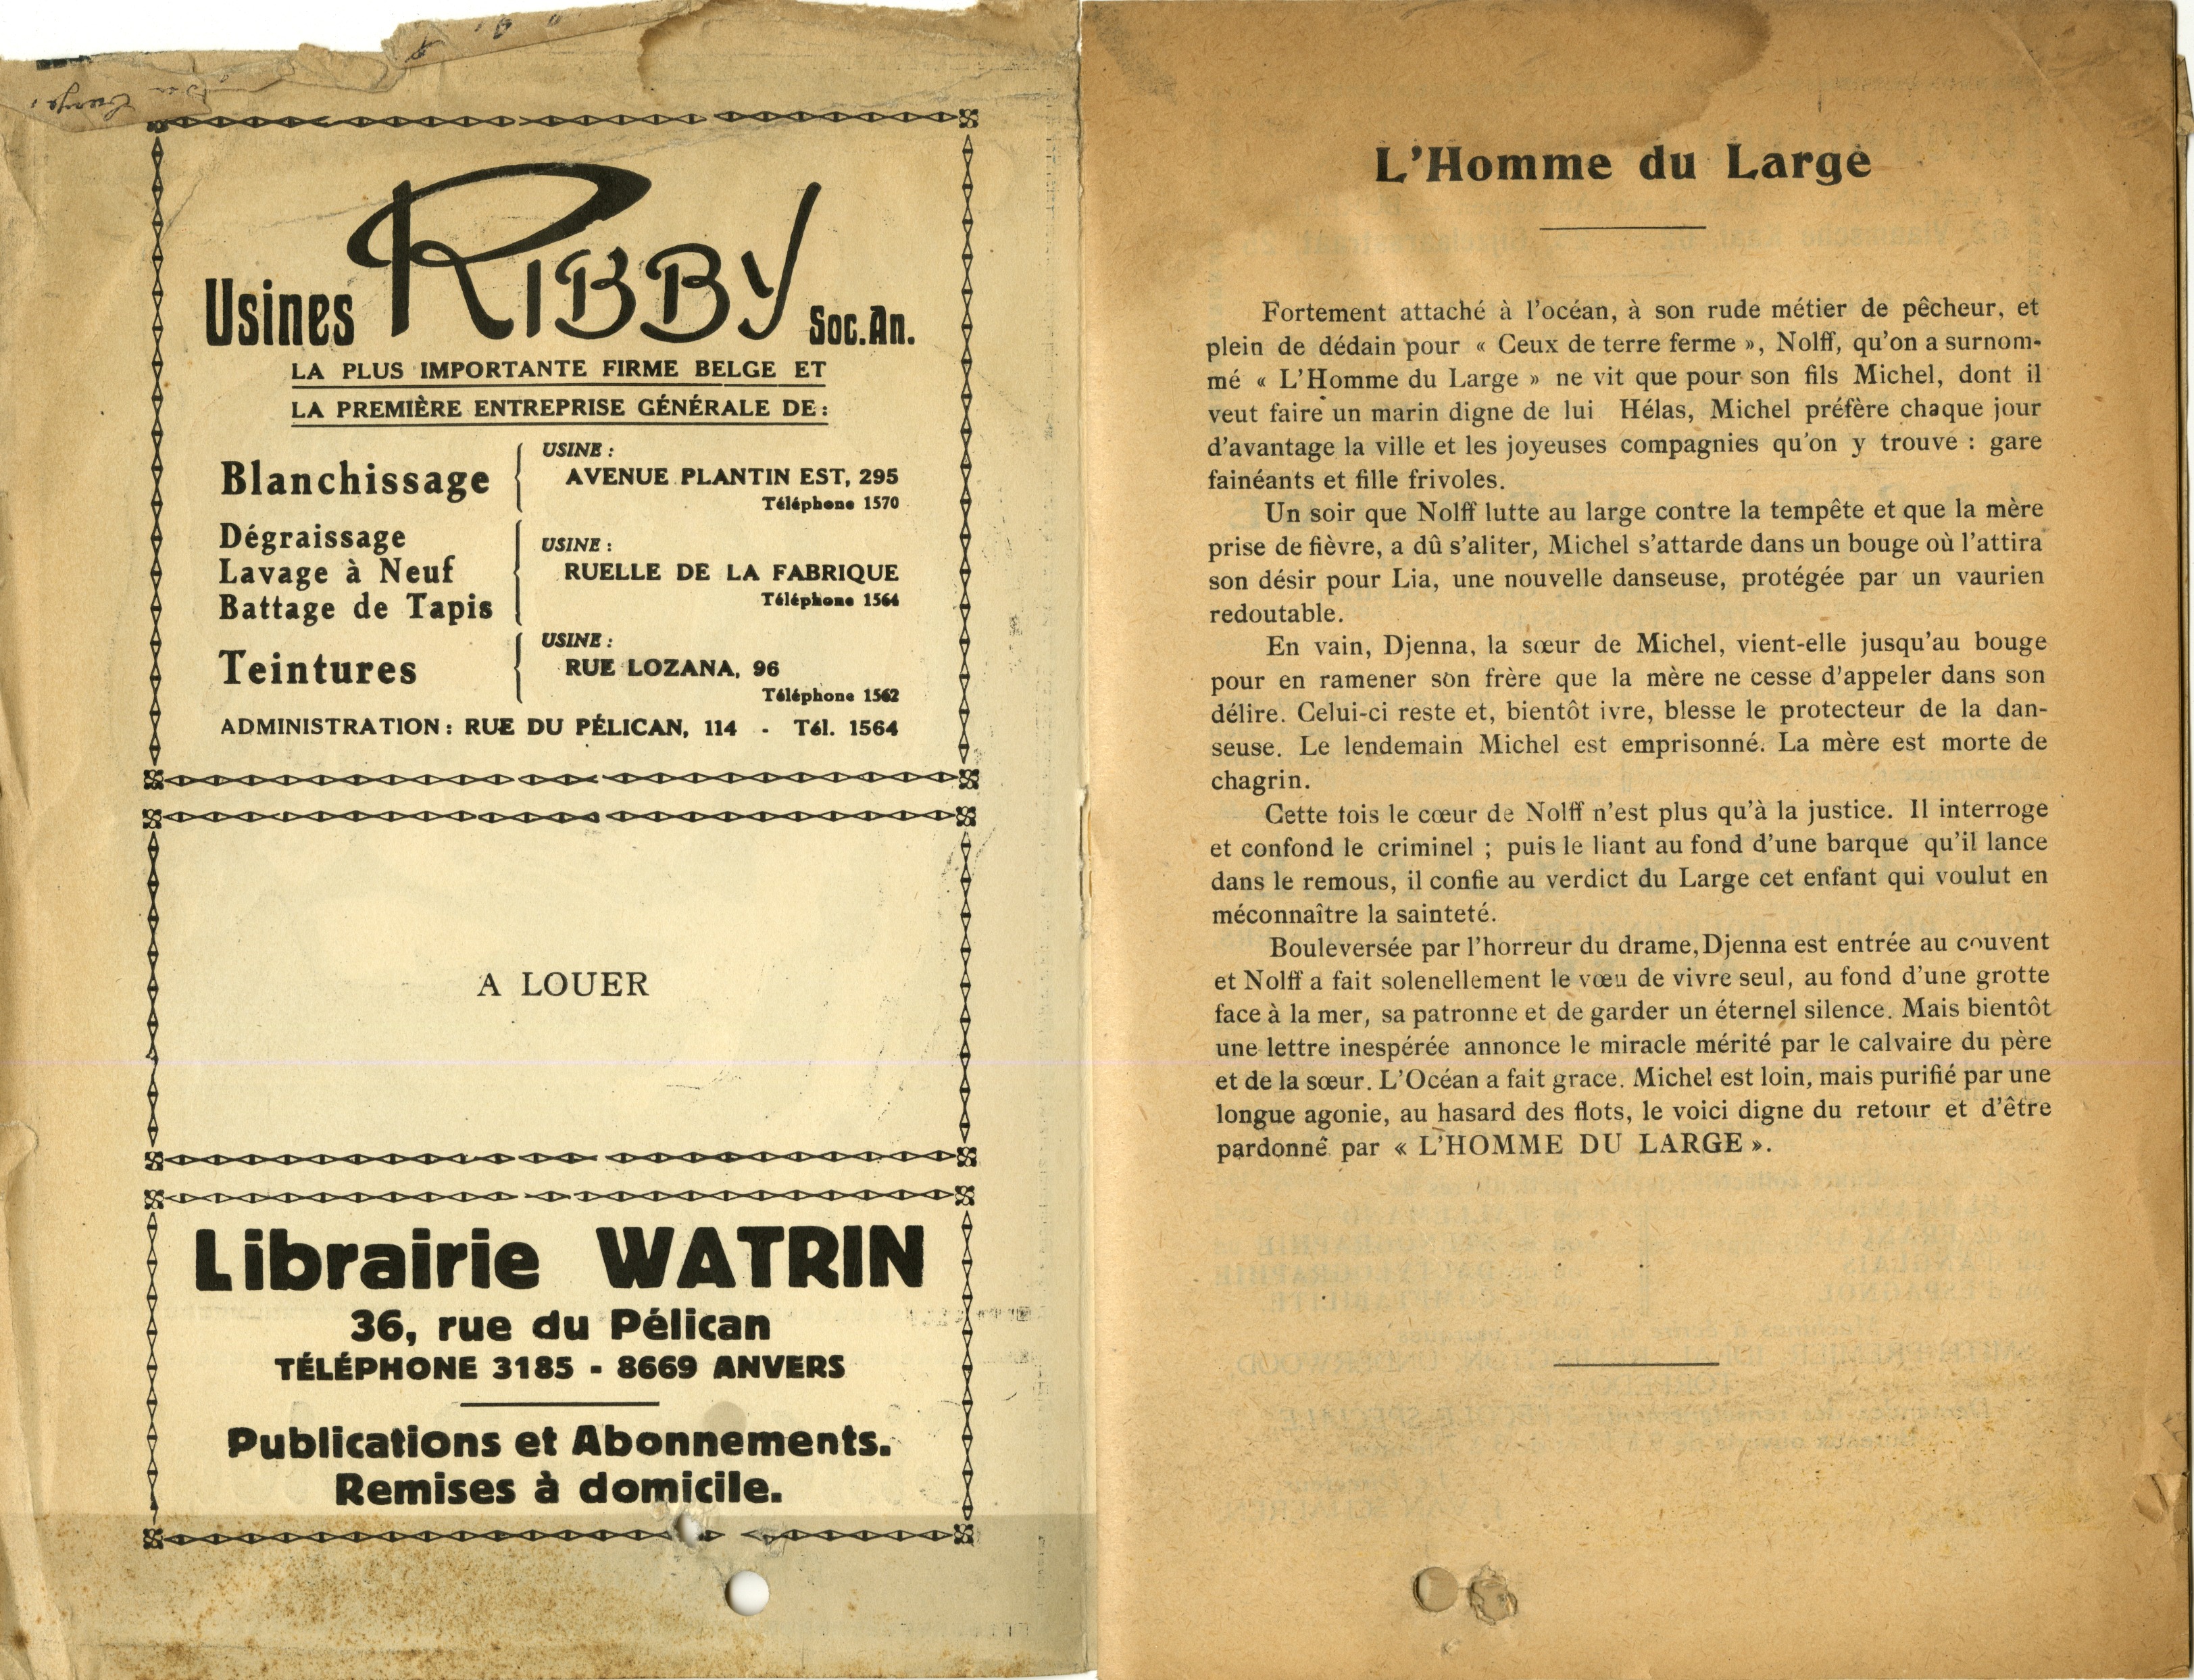 Usines RIBBY Soc.An.
LA PLUS IMPORTANTE FIRME BELGE ET
LA PREMIÈRE ENTREPRISE GÉNÉRALE DE:
Blanchissage
USINE :
AVENUE PLANTIN EST, 295
Téléphone 1570
Dégraissage
Lavage à Neuf
Battage de Tapis
USINE :
RUELLE DE LA FABRIQUE
Téléphone 1564
Teintures
USINE :
RUE LOZANA, 96
Téléphone 1562
ADMINISTRATION: RUE DU PÉLICAN, 114 - Tél. 1564
A LOUER
Librairie WATRIN
36, rue du Pélican
TÉLÉPHONE 3185 - 8669 ANVERS
Publications et Abonnements.
Remises à domicile.
L'Homme du Large
Fortement attaché à l'océan, à son rude métier de pêcheur, et
plein de dédain pour « Ceux de terre ferme », Nolff, qu'on a surnom-
mé « L'Homme du Large » ne vit que pour son fils Michel, dont il
veut faire un marin digne de lui Hélas, Michel préfère chaque jour
d'avantage la ville et les joyeuses compagnies qu'on y trouve : gare
fainéants et fille frivoles.
Un soir que Nolff lutte au large contre la tempête et que la mère
prise de fièvre, a dû s'aliter, Michel s'attarde dans un bouge où l'attira
son désir pour Lia, une nouvelle danseuse, protégée par un vaurien
redoutable.
En vain, Djenna, la sœur de Michel, vient-elle jusqu'au bouge
pour en ramener son frère que la mère ne cesse d'appeler dans son
délire. Celui-ci reste et, bientôt ivre, blesse le protecteur de la dan-
seuse. Le lendemain Michel est emprisonné. La mère est morte de
chagrin.
Cette tois le cœur de Nolff n'est plus qu'à la justice. Il interroge
et confond le criminel ; puis le liant au fond d'une barque qu'il lance
dans le remous, il confie au verdict du Large cet enfant qui voulut en
méconnaître la sainteté.
Bouleversée par l'horreur du drame, Djenna est entrée au couvent
et Nolff a fait solenellement le vœu de vivre seul, au fond d'une grotte
face à la mer, sa patronne et de garder un éternel silence. Mais bientôt
une lettre inespérée annonce le miracle mérité par le calvaire du père
et de la sœur. L'Océan a fait grace. Michel est loin, mais purifié par une
longue agonie, au hasard des flots, le voici digne du retour et d'être
pardonné par « L'HOMME DU LARGE ».